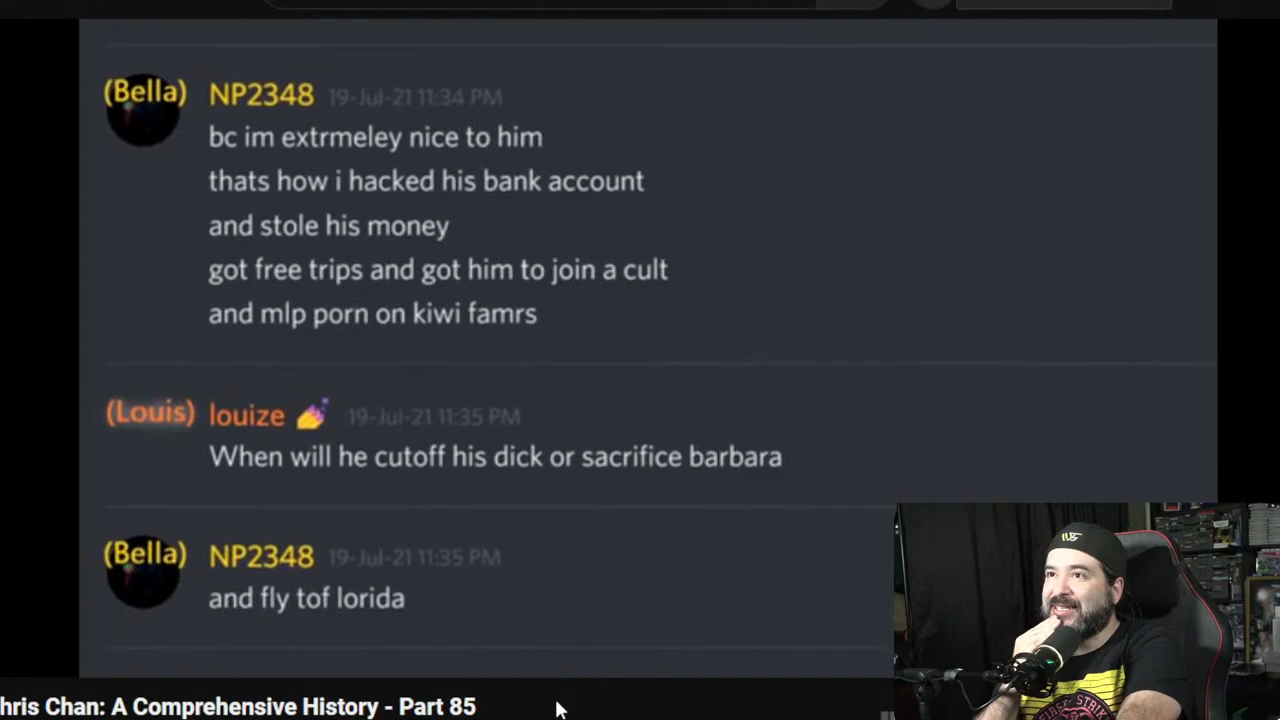 (Bella) NP2348 19-Jul-21 11:34 PM
bc im extrmeley nice to him
thats how i hacked his bank account
and stole his money
got free trips and got him to join a cult
and mlp porn on kiwi famrs
(Louis) louize 💅 19-Jul-21 11:35 PM
When will he cutoff his dick or sacrifice barbara
(Bella) NP2348 19-Jul-21 11:35 PM
and fly tof lorida
FIRST STRIKE
hris Chan: A Comprehensive History - Part 85